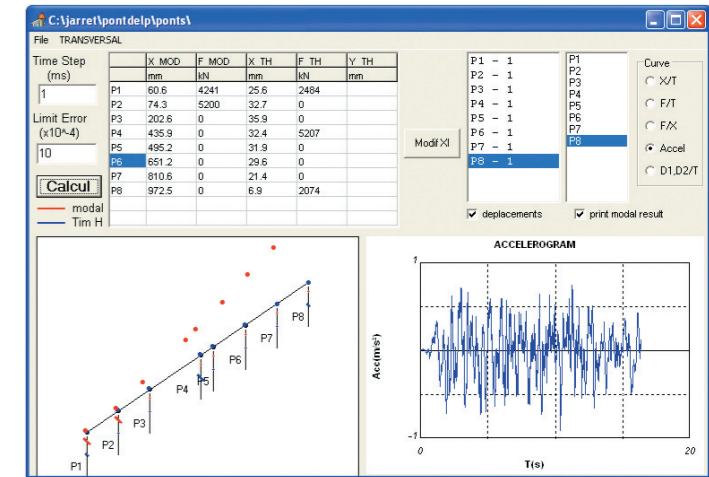 C:\jarret\pontdelp\ponts\
File TRANSVERSAL
Time Step
(ms)
1
Limit Error
(x10^-4)
10
Calcul
modal
Tim H
X MOD F MOD X TH F TH Y TH
mm kN mm kN mm
P1 60.6 4241 25.6 2484
P2 74.3 5200 32.7 0
P3 202.6 0 35.9 0
P4 435.9 0 32.4 5207
P5 495.2 0 31.9 0
P6 651.2 0 29.6 0
P7 810.6 0 21.4 0
P8 972.5 0 6.9 2074
Modif XI
P1 - 1
P2 - 1
P3 - 1
P4 - 1
P5 - 1
P6 - 1
P7 - 1
P8 - 1
P1
P2
P3
P4
P5
P6
P7
P8
Curve
X/T
F/T
F/X
Accel
D1,D2/T
deplacements
print modal result
P1
P2
P3
P4
P5
P6
P7
P8
ACCELEROGRAM
1
Acc(m/s²)
-1
0
20
T(s)